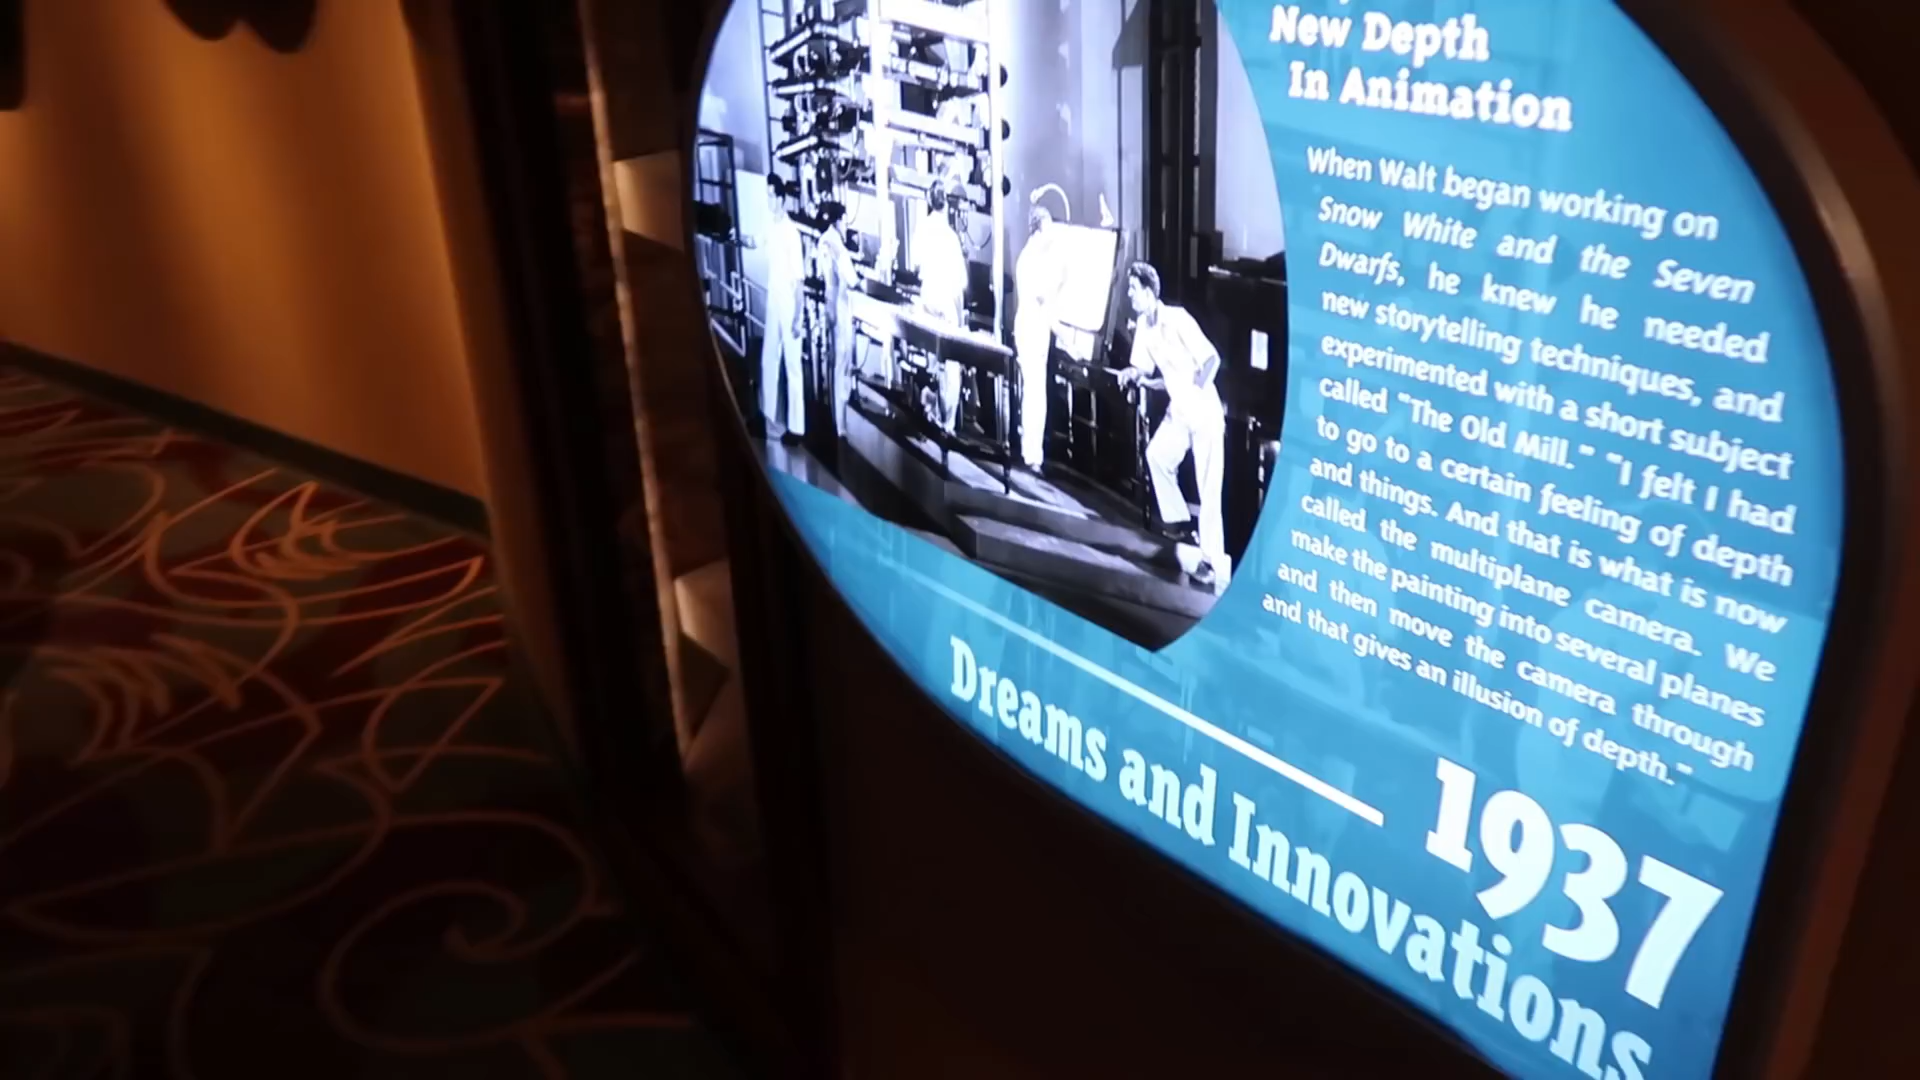 New Depth
In Animation
When Walt began working on
Snow White and the Seven
Dwarfs, he knew he needed
new storytelling techniques, and
experimented with a short subject
called "The Old Mill." "I felt I had
to go to a certain feeling of depth
and things. And that is what is now
called the multiplane camera. We
make the painting into several planes
and then move the camera through
and that gives an illusion of depth."
1937
Dreams and Innovations